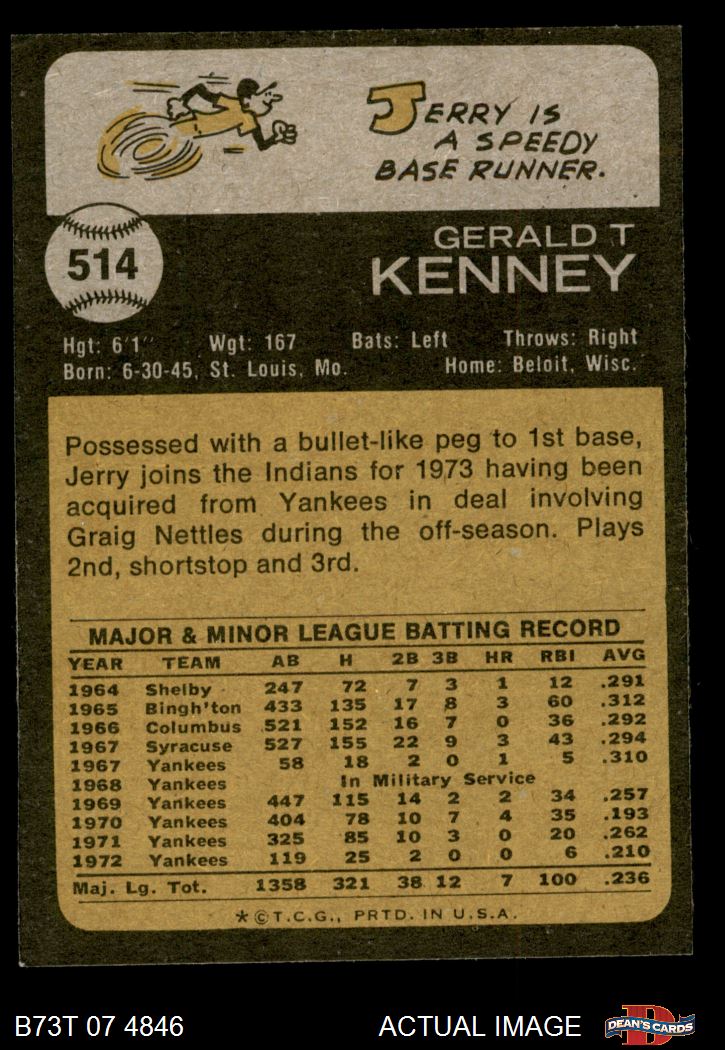 JERRY IS
A SPEEDY
BASE RUNNER.
514
GERALD T
KENNEY
Hgt: 6'1" Wgt: 167 Bats: Left Throws: Right
Born: 6-30-45, St. Louis, Mo. Home: Beloit, Wisc.
Possessed with a bullet-like peg to 1st base,
Jerry joins the Indians for 1973 having been
acquired from Yankees in deal involving
Graig Nettles during the off-season. Plays
2nd, shortstop and 3rd.
MAJOR & MINOR LEAGUE BATTING RECORD
YEAR TEAM AB H 2B 3B HR RBI AVG
1964 Shelby 247 72 7 3 1 12 .291
1965 Bingh'ton 433 135 17 8 3 60 .312
1966 Columbus 521 152 16 7 0 36 .292
1967 Syracuse 527 155 22 9 3 43 .294
1967 Yankees 58 18 2 0 1 5 .310
1968 Yankees In Military Service
1969 Yankees 447 115 14 2 2 34 .257
1970 Yankees 404 78 10 7 4 35 .193
1971 Yankees 325 85 10 3 0 20 .262
1972 Yankees 119 25 2 0 0 6 .210
Maj. Lg. Tot. 1358 321 38 12 7 100 .236
*©T.C.G., PRTD. IN U.S.A.
B73T 07 4846 ACTUAL IMAGE
D
DEAN'S CARDS